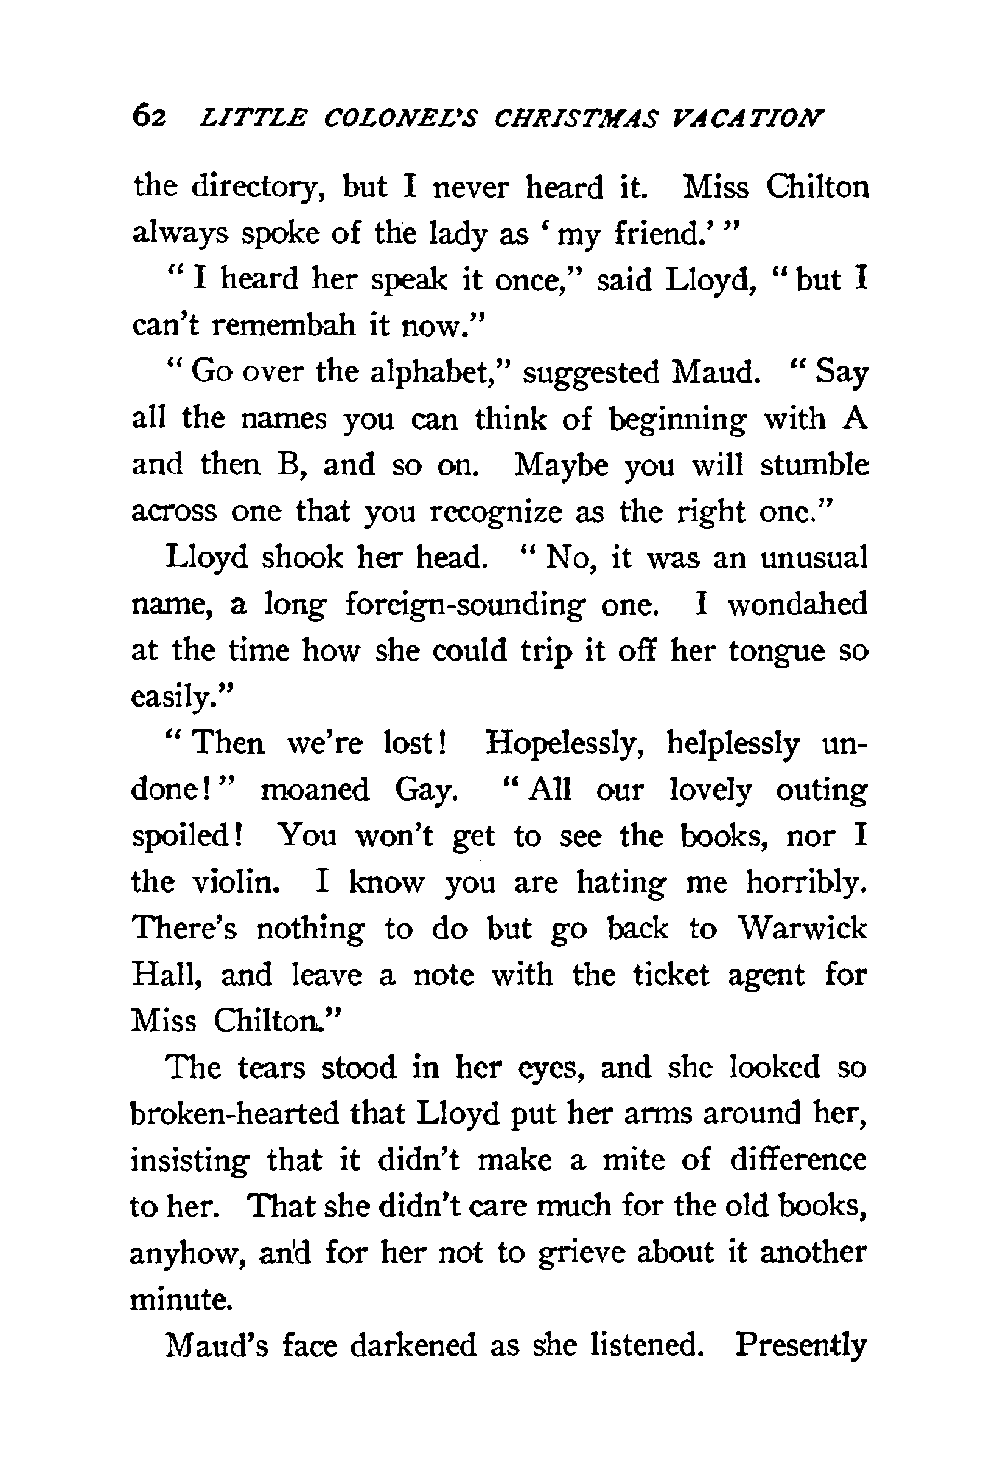 62 LITTLE COLONEL'S CHRISTMAS VACATION
the directory, but I never heard it. Miss Chilton
always spoke of the lady as ‘ my friend.’ ”
“ I heard her speak it once,” said Lloyd, “ but I
can’t remembah it now.”
“ Go over the alphabet,” suggested Maud. “ Say
all the names you can think of beginning with A
and then B, and so on. Maybe you will stumble
across one that you recognize as the right one.”
Lloyd shook her head. “ No, it was an unusual
name, a long foreign-sounding one. I wondahed
at the time how she could trip it off her tongue so
easily.”
“ Then we’re lost! Hopelessly, helplessly un-
done! ” moaned Gay. “ All our lovely outing
spoiled! You won’t get to see the books, nor I
the violin. I know you are hating me horribly.
There’s nothing to do but go back to Warwick
Hall, and leave a note with the ticket agent for
Miss Chilton.”
The tears stood in her eyes, and she looked so
broken-hearted that Lloyd put her arms around her,
insisting that it didn’t make a mite of difference
to her. That she didn’t care much for the old books,
anyhow, and for her not to grieve about it another
minute.
Maud’s face darkened as she listened. Presently